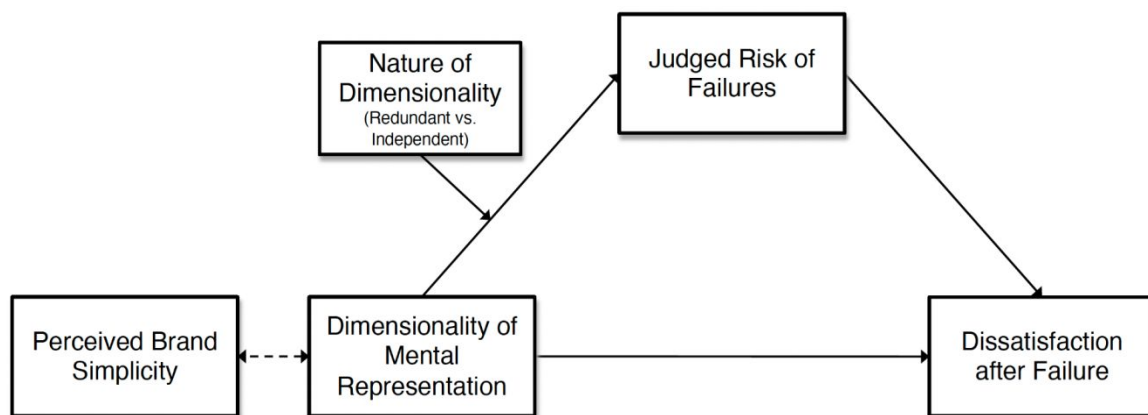 Nature of
Dimensionality
(Redundant vs.
Independent)
Judged Risk of
Failures
Perceived Brand
Simplicity
Dimensionality of
Mental
Representation
Dissatisfaction
after Failure